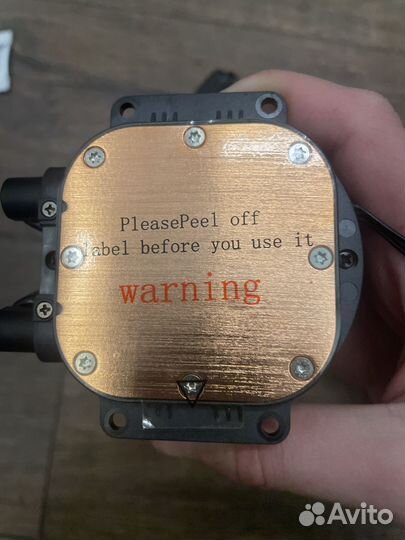 PleasePeel off
label before you use it
warning
Avito